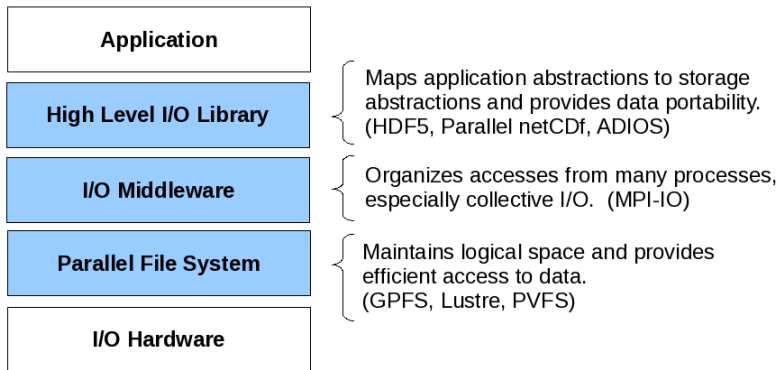 Application
High Level I/O Library
Maps application abstractions to storage
abstractions and provides data portability.
(HDF5, Parallel netCDf, ADIOS)
I/O Middleware
Organizes accesses from many processes,
especially collective I/O.  (MPI-IO)
Parallel File System
Maintains logical space and provides
efficient access to data.
(GPFS, Lustre, PVFS)
I/O Hardware